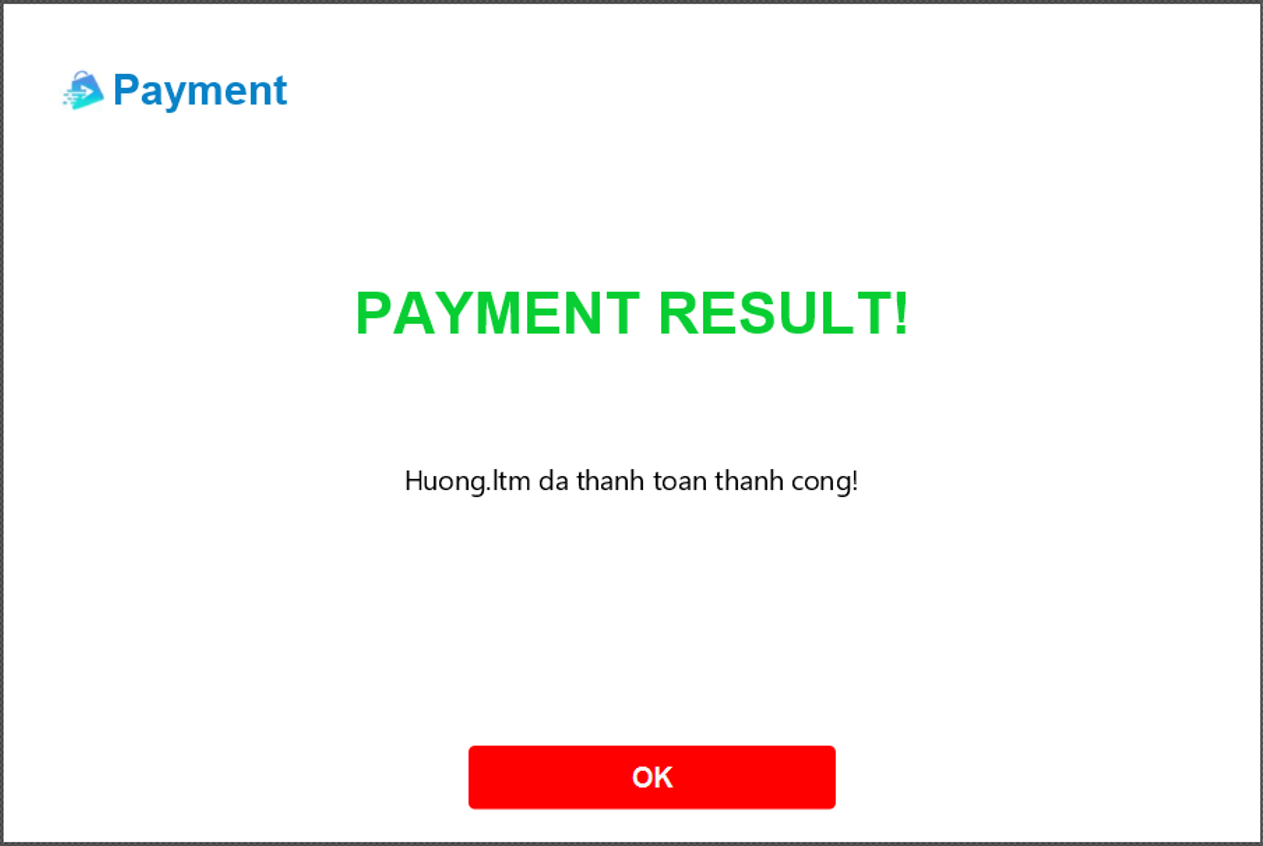 Payment
PAYMENT RESULT!
Huong.ltm da thanh toan thanh cong!
OK